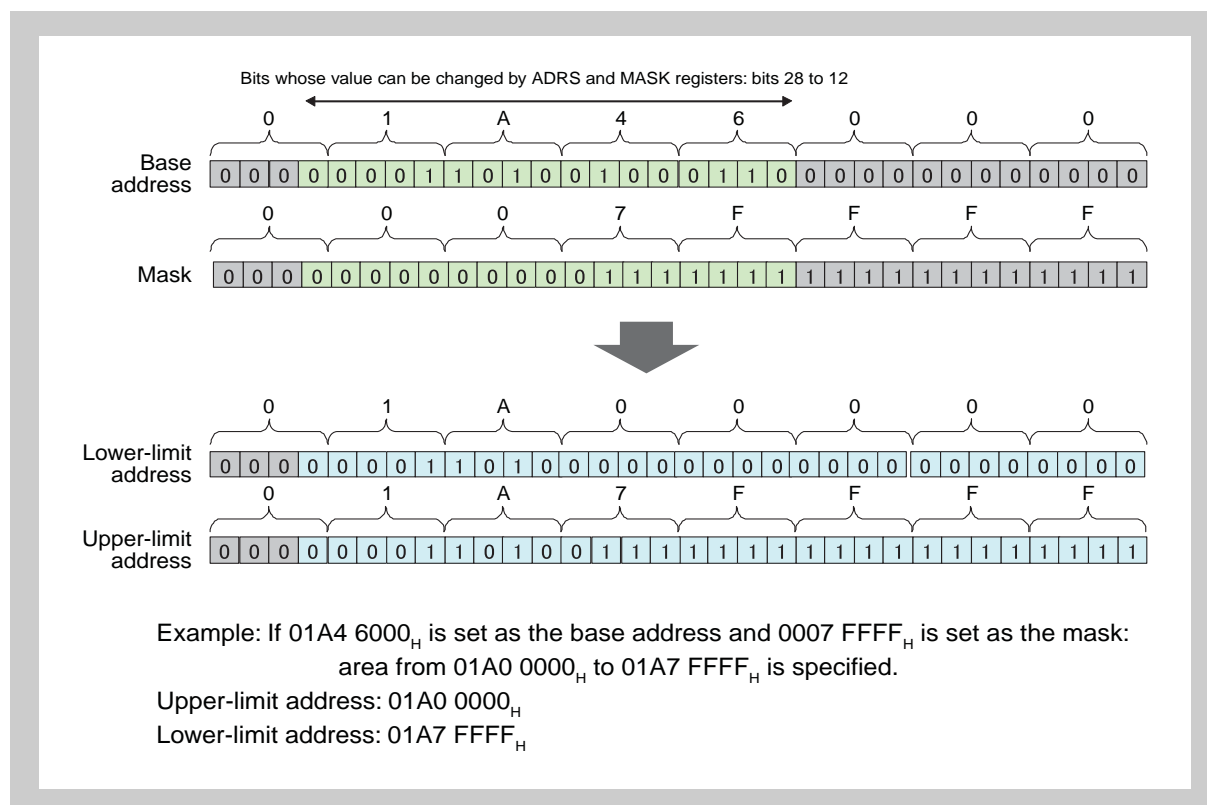 Bits whose value can be changed by ADRS and MASK registers: bits 28 to 12
0 1 A 4 6 0 0 0
Base address 0 0 0 0 0 0 0 1 1 0 1 0 0 1 0 0 0 1 1 0 0 0 0 0 0 0 0 0 0 0 0 0
0 0 0 7 F F F F
Mask 0 0 0 0 0 0 0 0 0 0 0 0 0 1 1 1 1 1 1 1 1 1 1 1 1 1 1 1 1 1 1 1
0 1 A 0 0 0 0 0
Lower-limit address 0 0 0 0 0 0 0 1 1 0 1 0 0 0 0 0 0 0 0 0 0 0 0 0 0 0 0 0 0 0 0 0
0 1 A 7 F F F F
Upper-limit address 0 0 0 0 0 0 0 1 1 0 1 0 0 1 1 1 1 1 1 1 1 1 1 1 1 1 1 1 1 1 1 1
Example: If 01A4 6000H is set as the base address and 0007 FFFFH is set as the mask:
area from 01A0 0000H to 01A7 FFFFH is specified.
Upper-limit address: 01A0 0000H
Lower-limit address: 01A7 FFFFH